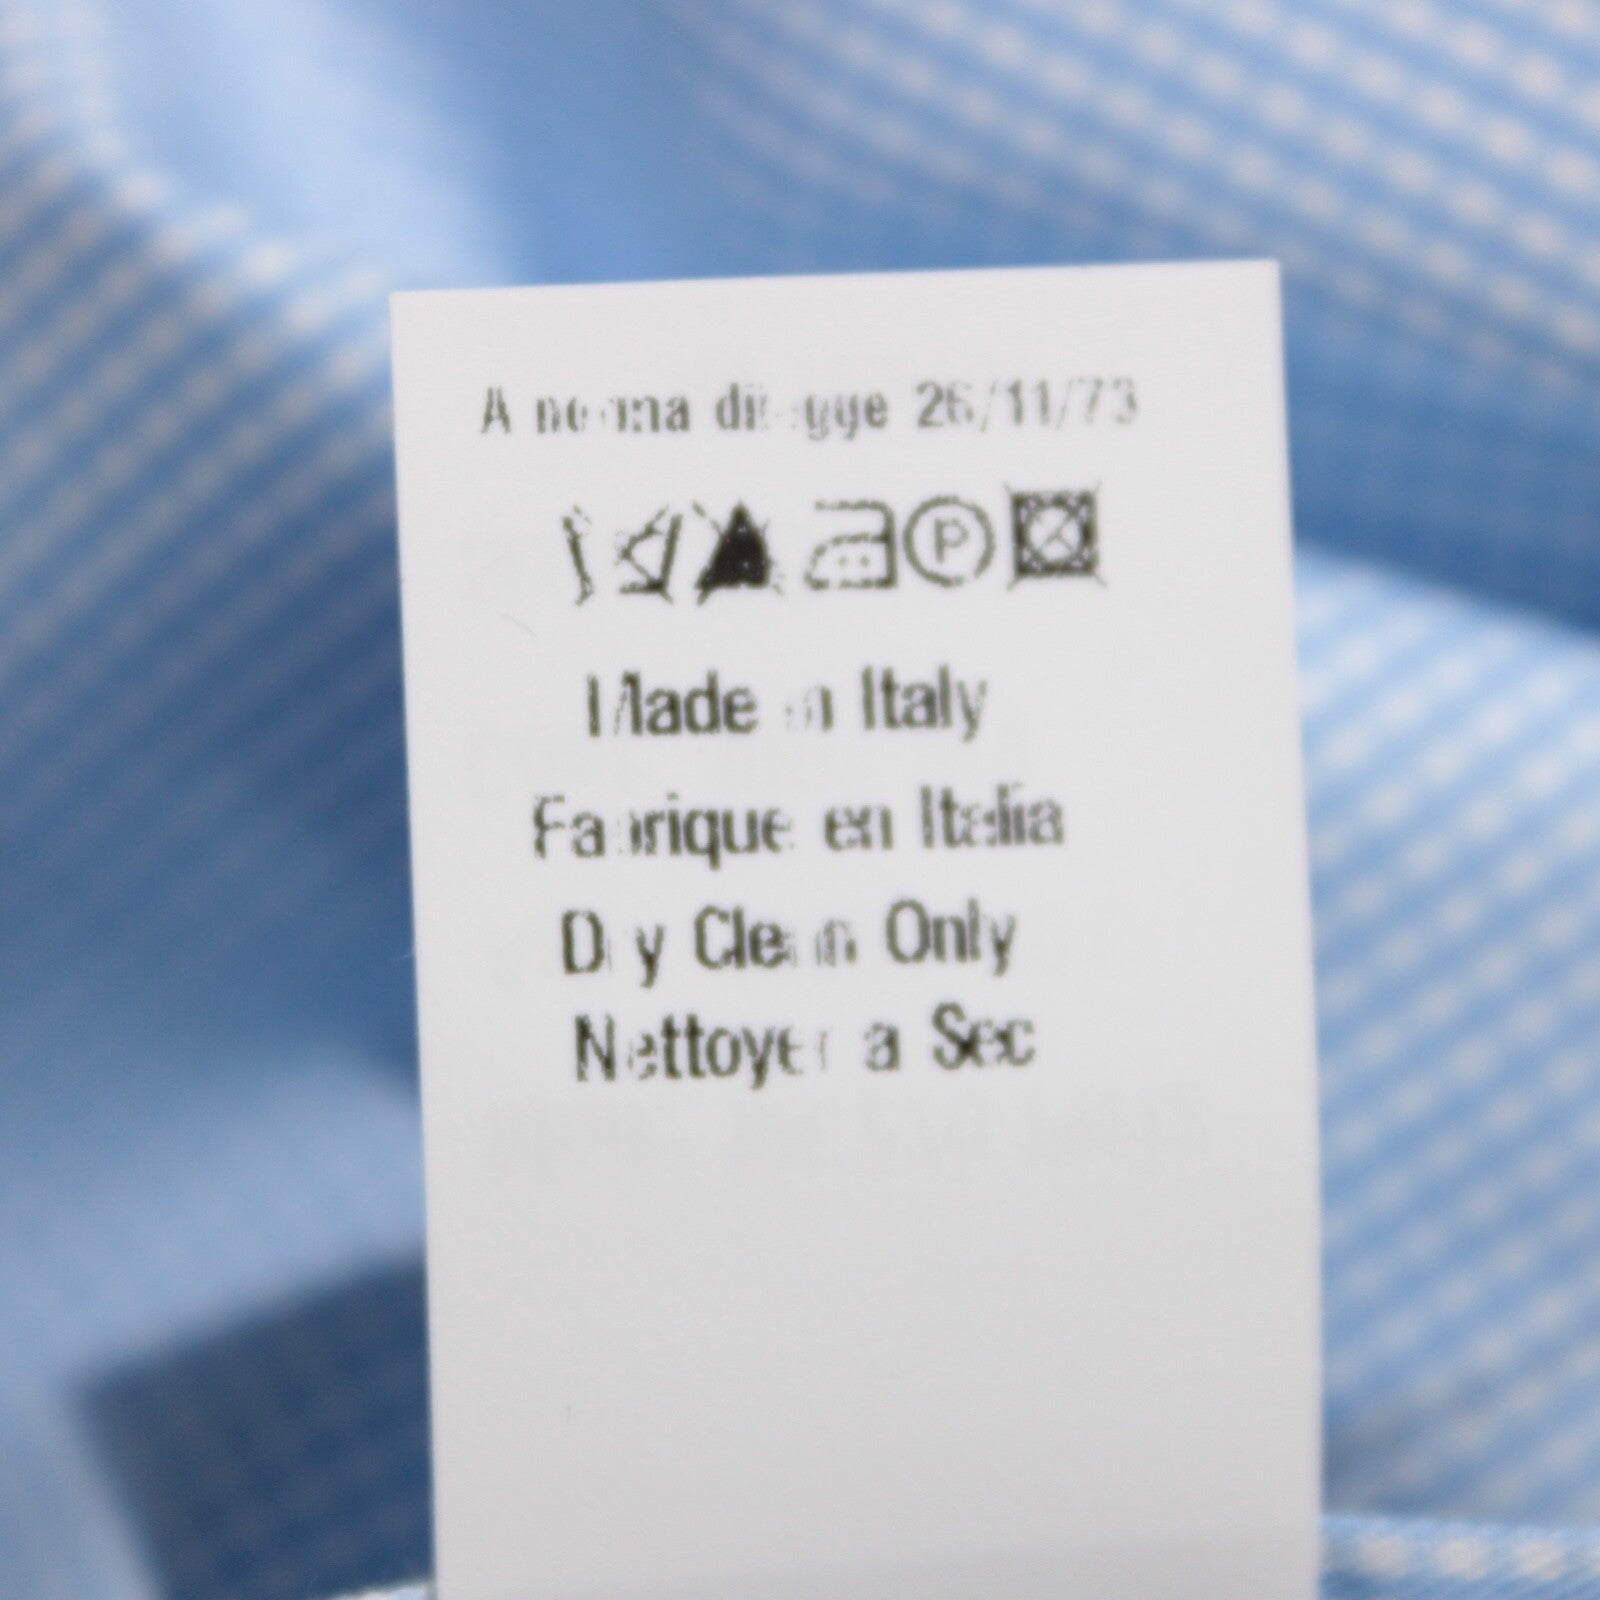 A norma di legge 26/11/73
P
Made in Italy
Fabrique en Italia
Dry Clean Only
Nettoyer a Sec